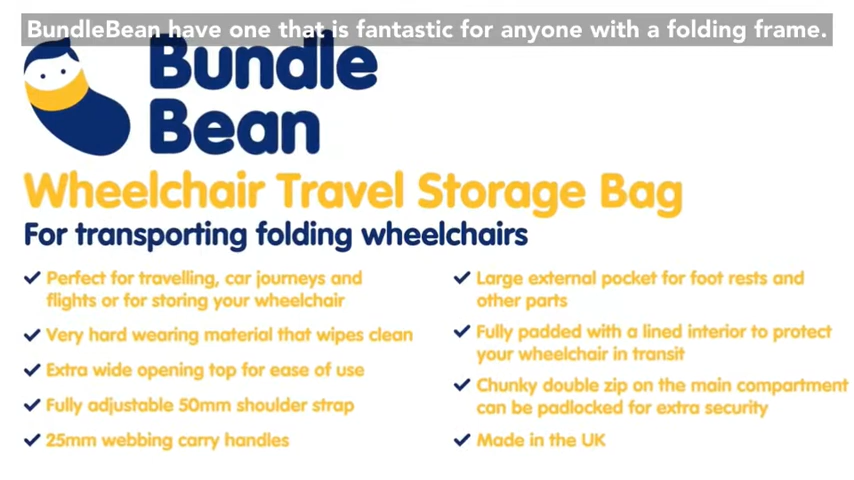 BundleBean have one that is fantastic for anyone with a folding frame.
Bundle
Bean
Wheelchair Travel Storage Bag
For transporting folding wheelchairs
Perfect for travelling, car journeys and
flights or for storing your wheelchair
Very hard wearing material that wipes clean
Extra wide opening top for ease of use
Fully adjustable 50mm shoulder strap
25mm webbing carry handles
Large external pocket for foot rests and
other parts
Fully padded with a lined interior to protect
your wheelchair in transit
Chunky double zip on the main compartment
can be padlocked for extra security
Made in the UK